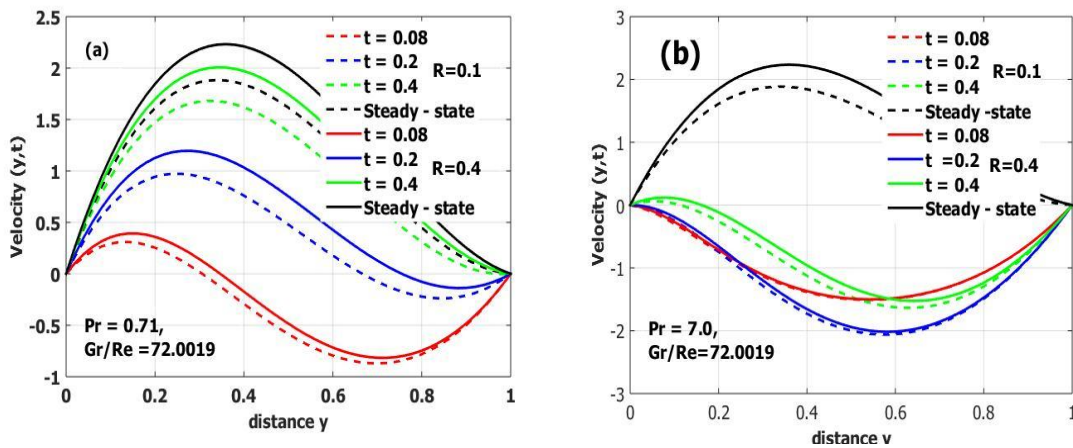 (a)
2.5
2
1.5
1
0.5
0
-0.5
-1
Velocity (y,t)
t = 0.08
t = 0.2
R=0.1
t = 0.4
Steady - state
t = 0.08
t = 0.2
R=0.4
t = 0.4
Steady - state
Pr = 0.71,
Gr/Re =72.0019
0 0.2 0.4 0.6 0.8 1
distance y
(b)
3
2
1
0
-1
-2
-3
Velocity (y,t)
t = 0.08
t = 0.2
R=0.1
t = 0.4
Steady -state
t = 0.08
t =0.2
R=0.4
t = 0.4
Steady - state
Pr = 7.0,
Gr/Re=72.0019
0 0.2 0.4 0.6 0.8 1
distance y